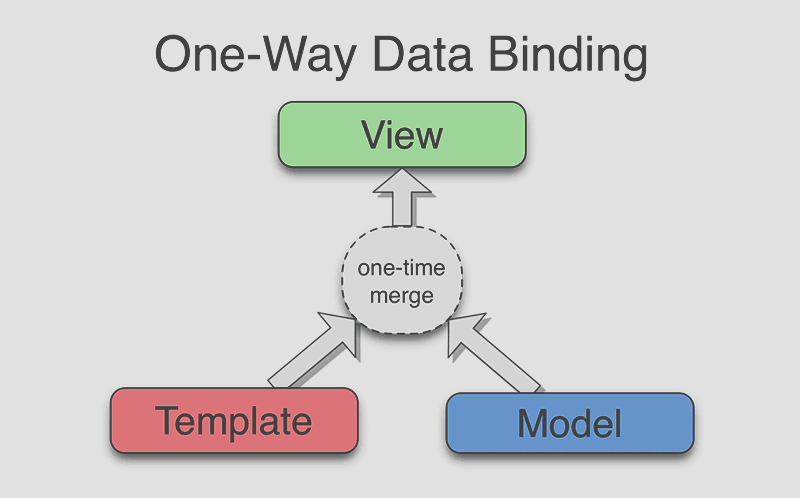 One-Way Data Binding
View
one-time
merge
Template
Model